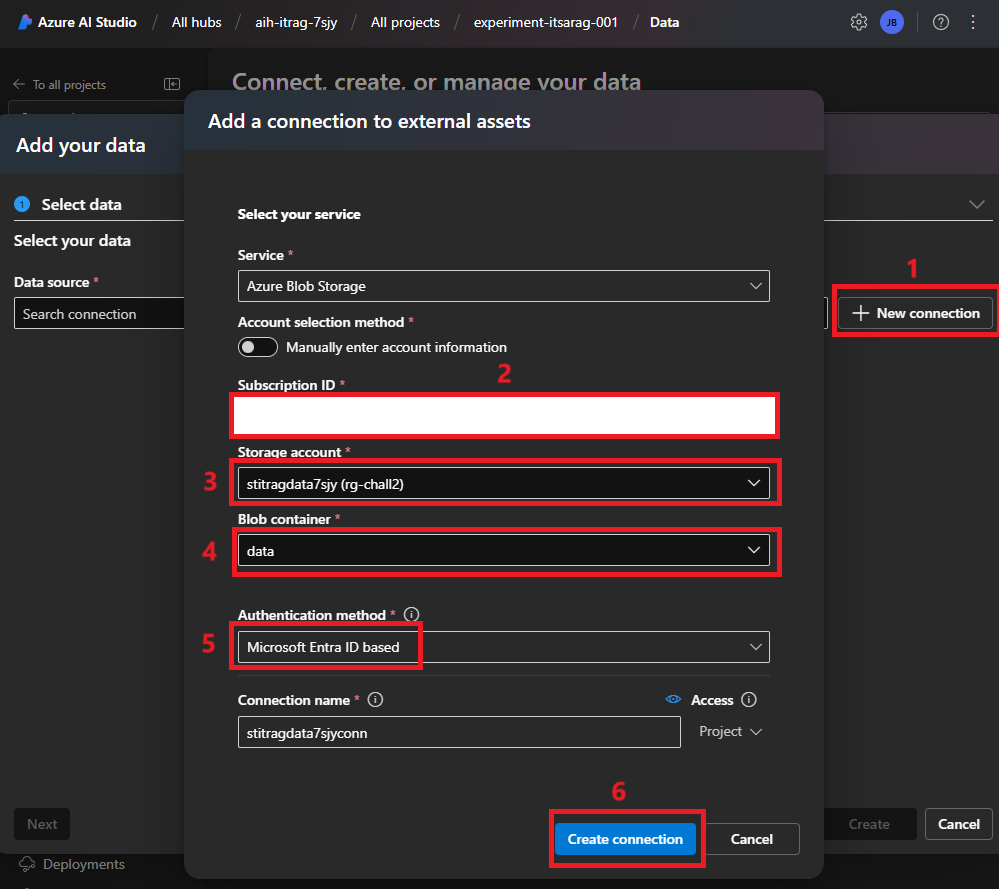 Azure AI Studio / All hubs / aih-itrag-7sjy / All projects / experiment-itsarag-001 / Data
JB
To all projects
Connect, create, or manage your data
Add your data
Add a connection to external assets
1 Select data
Select your data
Data source *
Search connection
1
+ New connection
Select your service
Service *
Azure Blob Storage
Account selection method *
Manually enter account information
2
Subscription ID *
Storage account *
3
stitragdata7sjy (rg-chall2)
Blob container *
4
data
Authentication method *
5
Microsoft Entra ID based
Connection name *
Access
stitragdata7sjyconn
Project
6
Create connection
Cancel
Next
Create
Cancel
Deployments